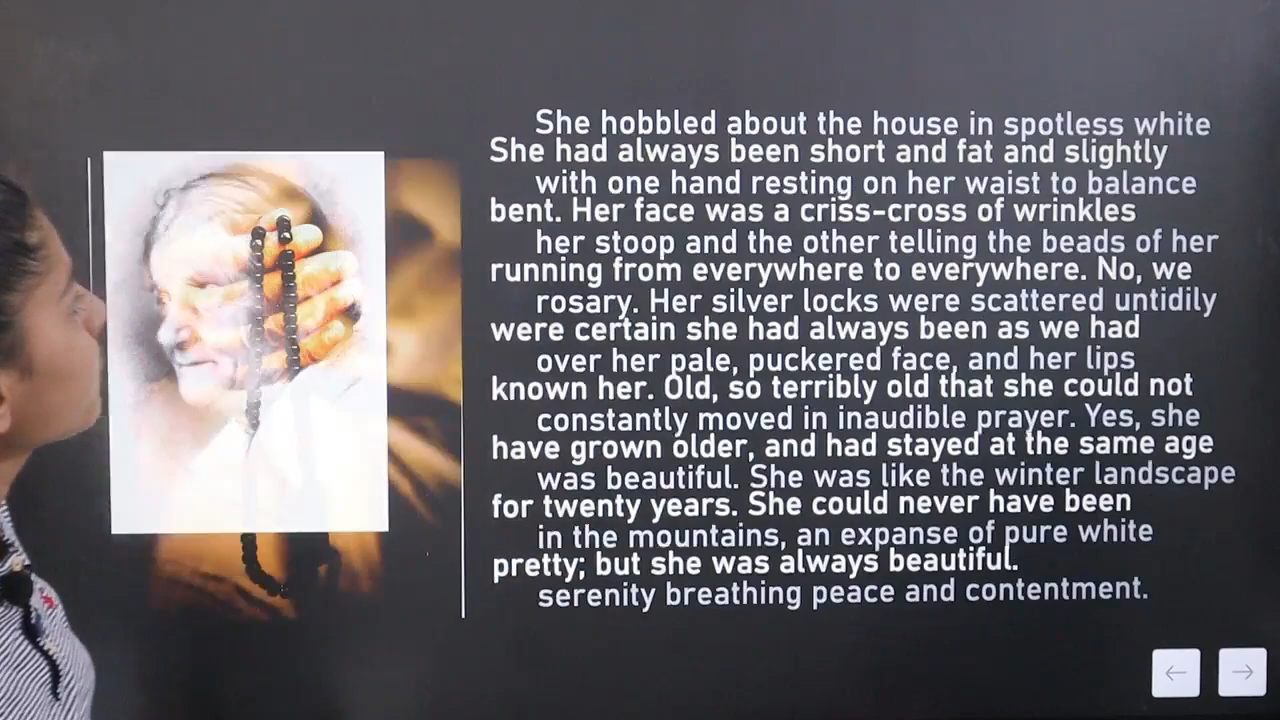 She hobbled about the house in spotless white
She had always been short and fat and slightly
with one hand resting on her waist to balance
bent. Her face was a criss-cross of wrinkles
her stoop and the other telling the beads of her
running from everywhere to everywhere. No, we
rosary. Her silver locks were scattered untidily
were certain she had always been as we had
over her pale, puckered face, and her lips
known her. Old, so terribly old that she could not
constantly moved in inaudible prayer. Yes, she
have grown older, and had stayed at the same age
was beautiful. She was like the winter landscape
for twenty years. She could never have been
in the mountains, an expanse of pure white
pretty; but she was always beautiful.
serenity breathing peace and contentment.